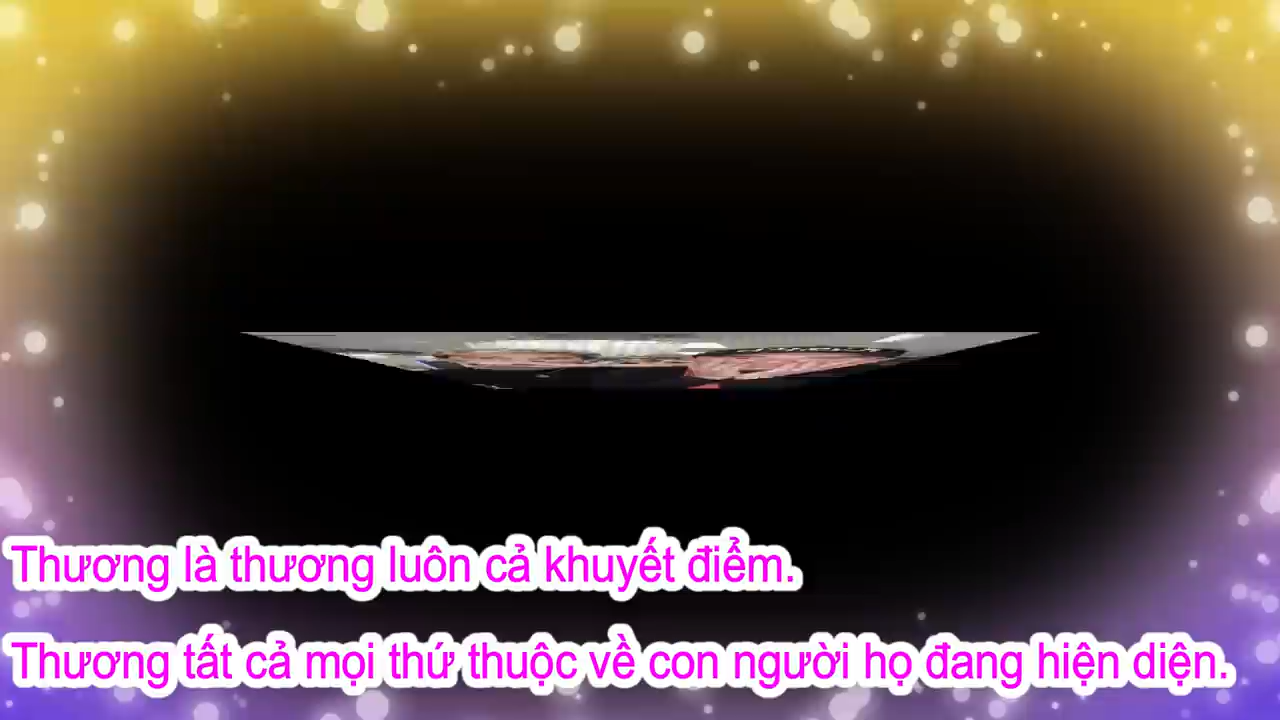 Thương là thương luôn cả khuyết điểm.
Thương tất cả mọi thứ thuộc về con người họ đang hiện diện.